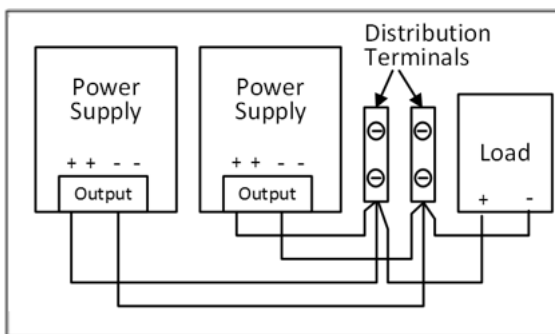 Distribution
Terminals
Power
Supply
+ + - -
Output
Power
Supply
+ + - -
Output
Load
+ -